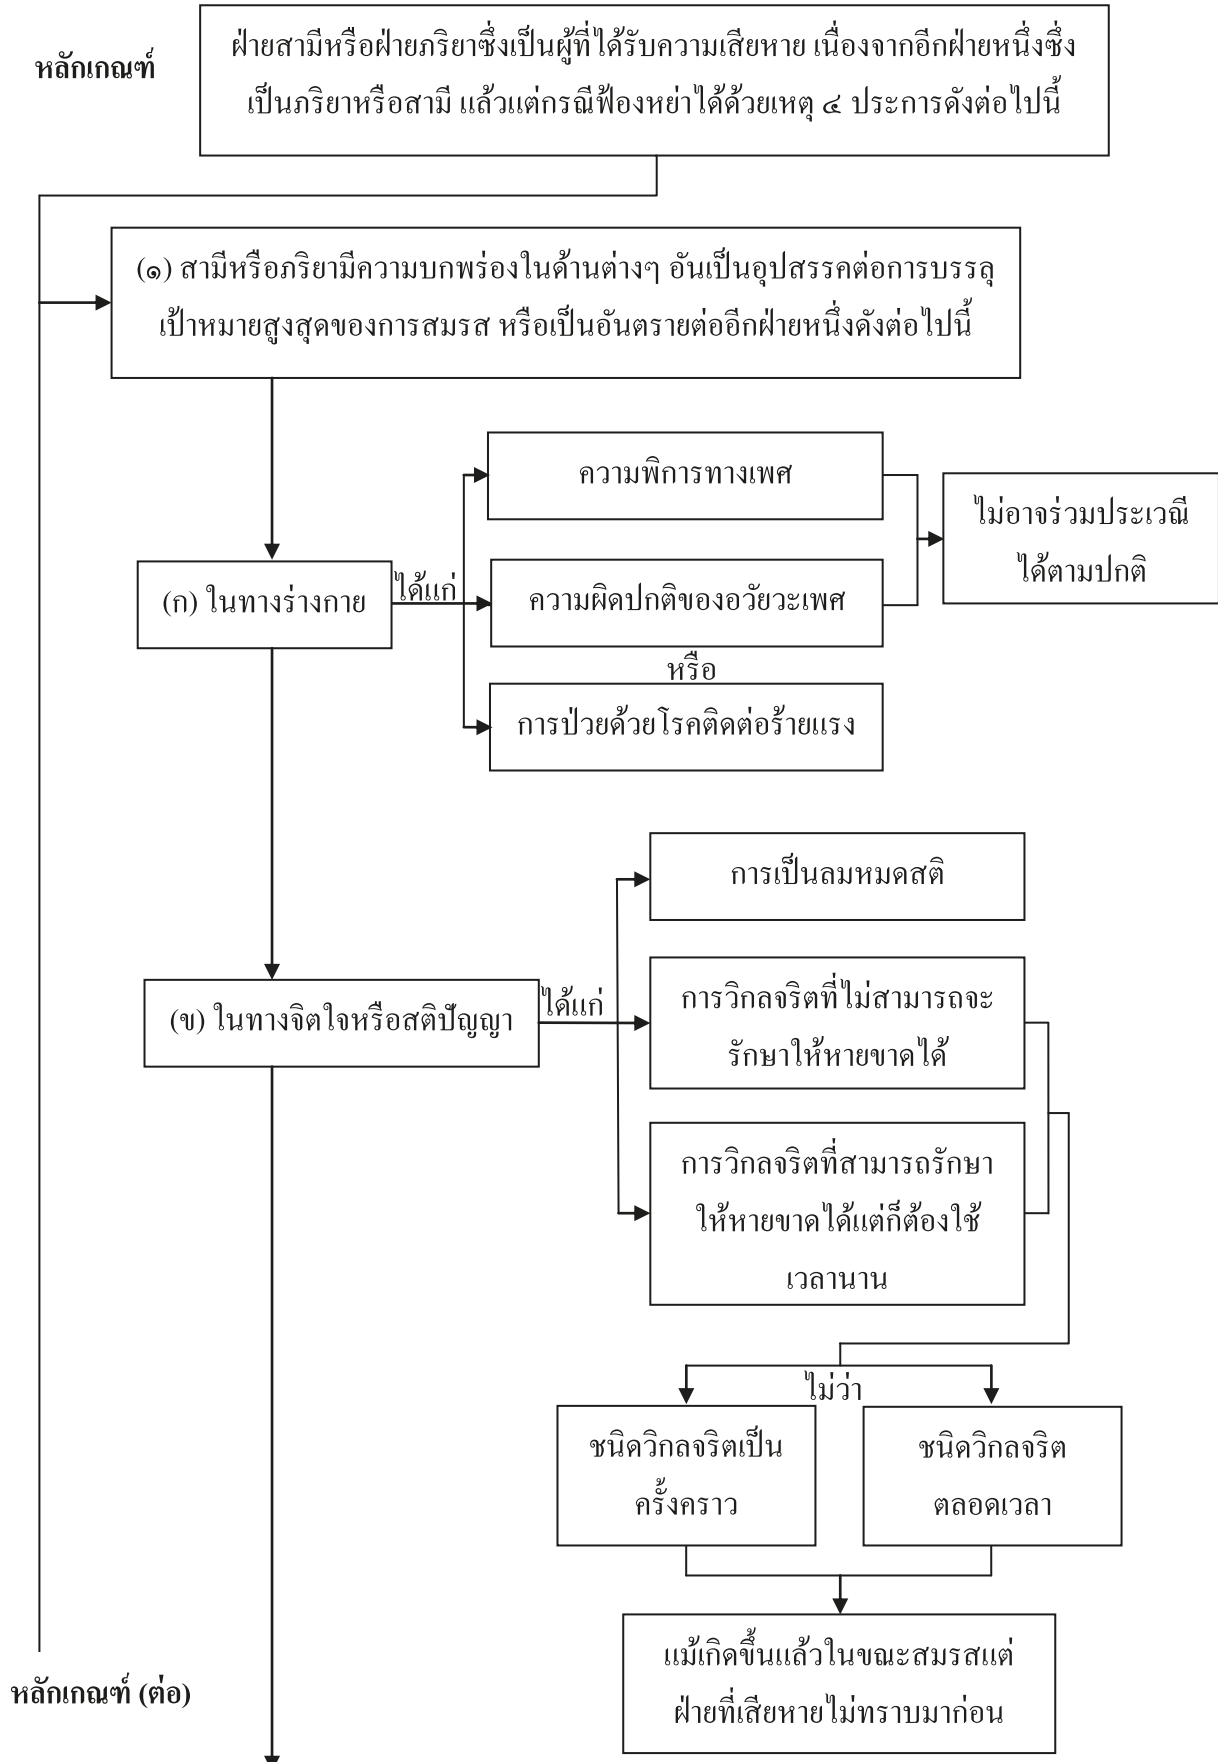 หลักเกณฑ์
ฝ่ายสามีหรือฝ่ายภริยาซึ่งเป็นผู้ที่ได้รับความเสียหาย เนื่องจากอีกฝ่ายหนึ่งซึ่ง
เป็นภริยาหรือสามี แล้วแต่กรณีฟ้องหย่าได้ด้วยเหตุ ๔ ประการดังต่อไปนี้
(๑) สามีหรือภริยามีความบกพร่องในด้านต่างๆ อันเป็นอุปสรรคต่อการบรรลุ
เป้าหมายสูงสุดของการสมรส หรือเป็นอันตรายต่ออีกฝ่ายหนึ่งดังต่อไปนี้
(ก) ในทางร่างกาย
ได้แก่
ความพิการทางเพศ
ความผิดปกติของอวัยวะเพศ
หรือ
การป่วยด้วยโรคติดต่อร้ายแรง
ไม่อาจร่วมประเวณี
ได้ตามปกติ
(ข) ในทางจิตใจหรือสติปัญญา
ได้แก่
การเป็นลมหมดสติ
การวิกลจริตที่ไม่สามารถจะ
รักษาให้หายขาดได้
การวิกลจริตที่สามารถรักษา
ให้หายขาดได้แต่ก็ต้องใช้
เวลานาน
ไม่ว่า
ชนิดวิกลจริตเป็น
ครั้งคราว
ชนิดวิกลจริต
ตลอดเวลา
แม้เกิดขึ้นแล้วในขณะสมรสแต่
ฝ่ายที่เสียหายไม่ทราบมาก่อน
หลักเกณฑ์ (ต่อ)